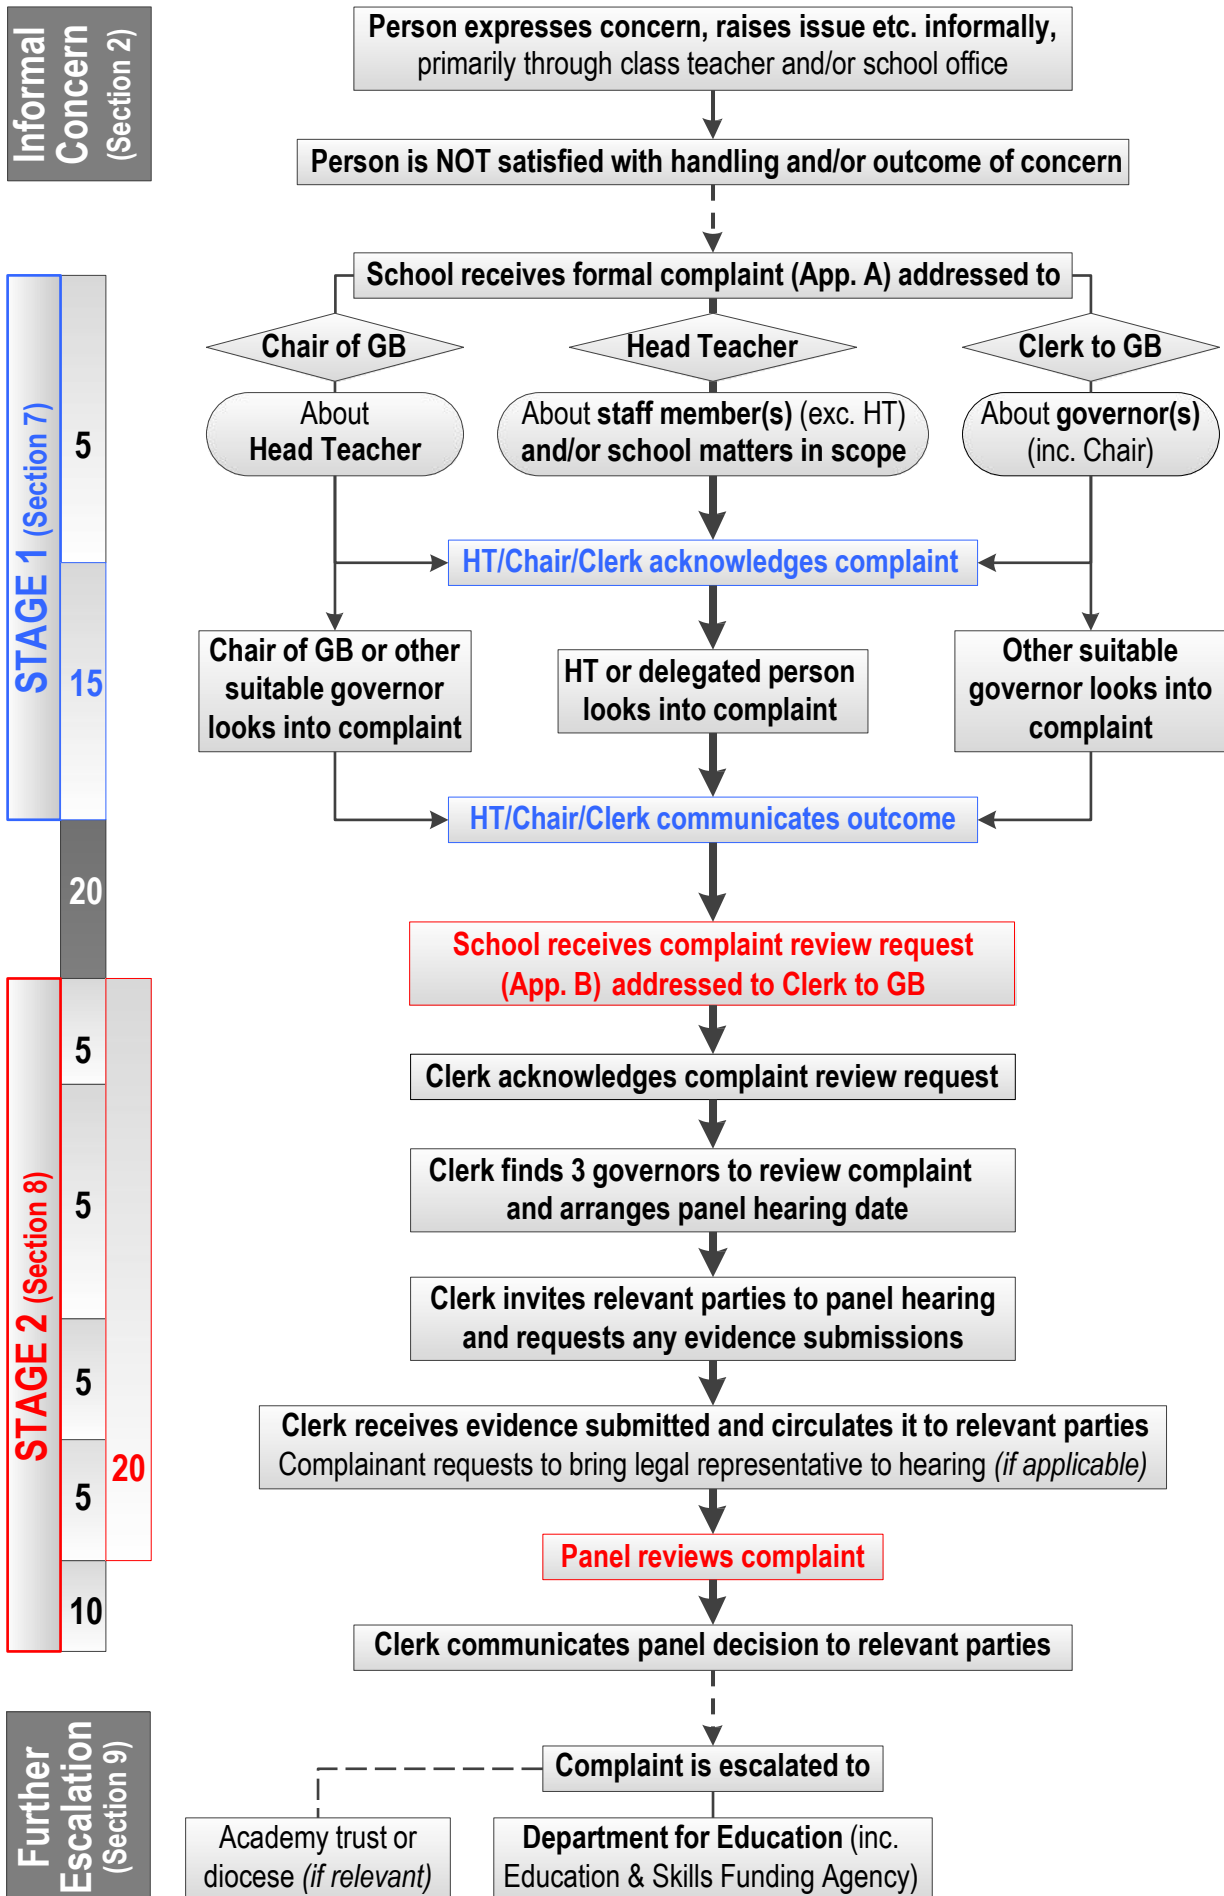 Informal
Concern
(Section 2)
Person expresses concern, raises issue etc. informally,
primarily through class teacher and/or school office
Person is NOT satisfied with handling and/or outcome of concern
STAGE 1 (Section 7)
5
15
School receives formal complaint (App. A) addressed to
Chair of GB
Head Teacher
Clerk to GB
About
Head Teacher
About staff member(s) (exc. HT)
and/or school matters in scope
About governor(s)
(inc. Chair)
HT/Chair/Clerk acknowledges complaint
Chair of GB or other
suitable governor
looks into complaint
HT or delegated person
looks into complaint
Other suitable
governor looks into
complaint
HT/Chair/Clerk communicates outcome
20
School receives complaint review request
(App. B) addressed to Clerk to GB
STAGE 2 (Section 8)
5
5
5
5
10
20
Clerk acknowledges complaint review request
Clerk finds 3 governors to review complaint
and arranges panel hearing date
Clerk invites relevant parties to panel hearing
and requests any evidence submissions
Clerk receives evidence submitted and circulates it to relevant parties
Complainant requests to bring legal representative to hearing (if applicable)
Panel reviews complaint
Clerk communicates panel decision to relevant parties
Further
Escalation
(Section 9)
Complaint is escalated to
Academy trust or
diocese (if relevant)
Department for Education (inc.
Education & Skills Funding Agency)